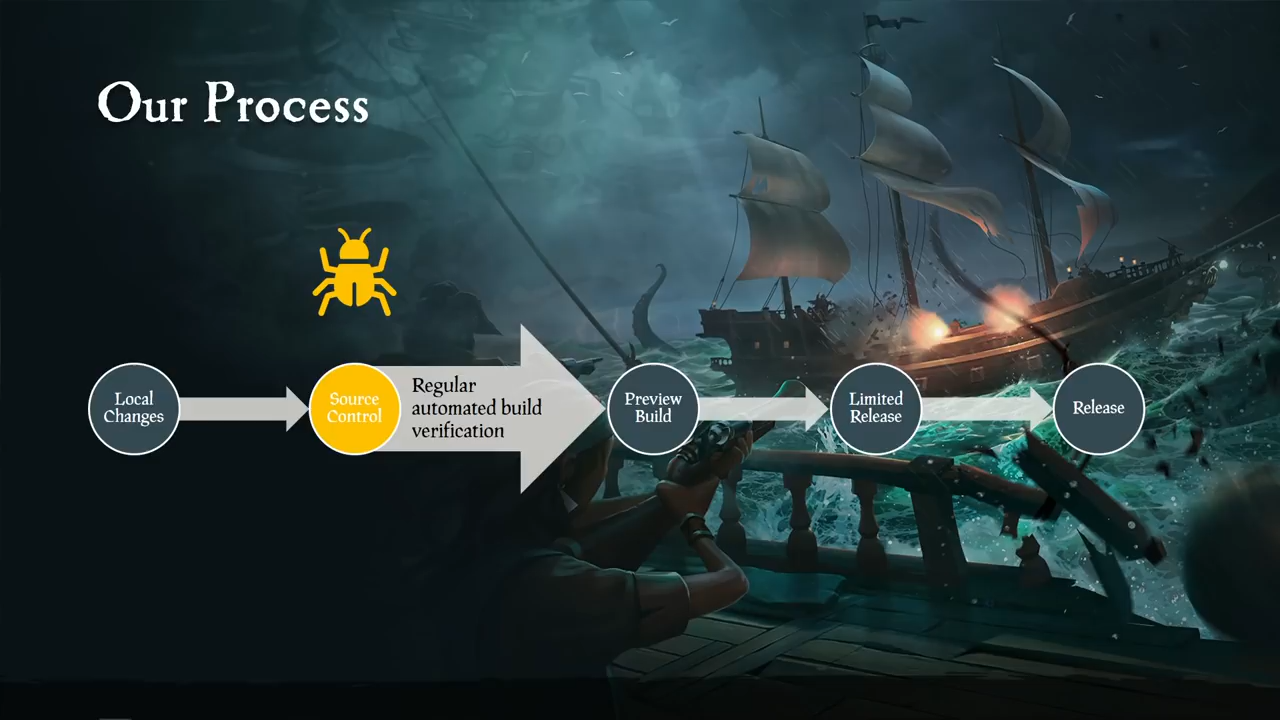 Our Process
Local
Changes
Source
Control
Regular
automated build
verification
Preview
Build
Limited
Release
Release